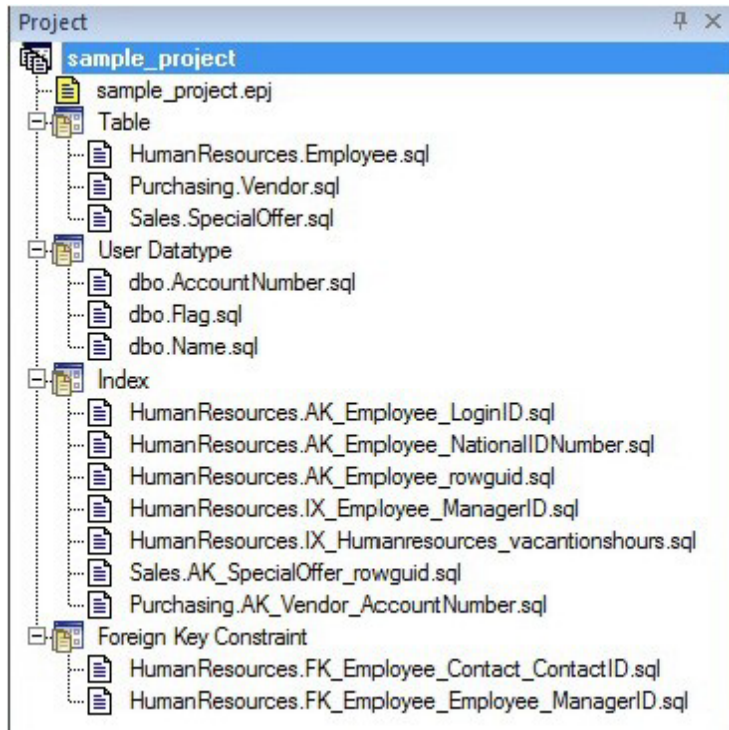 Project
sample_project
sample_project.epj
Table
HumanResources.Employee.sql
Purchasing.Vendor.sql
Sales.SpecialOffer.sql
User Datatype
dbo.AccountNumber.sql
dbo.Flag.sql
dbo.Name.sql
Index
HumanResources.AK_Employee_LoginID.sql
HumanResources.AK_Employee_NationalIDNumber.sql
HumanResources.AK_Employee_rowguid.sql
HumanResources.IX_Employee_ManagerID.sql
HumanResources.IX_Humanresources_vacantionshours.sql
Sales.AK_SpecialOffer_rowguid.sql
Purchasing.AK_Vendor_AccountNumber.sql
Foreign Key Constraint
HumanResources.FK_Employee_Contact_ContactID.sql
HumanResources.FK_Employee_Employee_ManagerID.sql